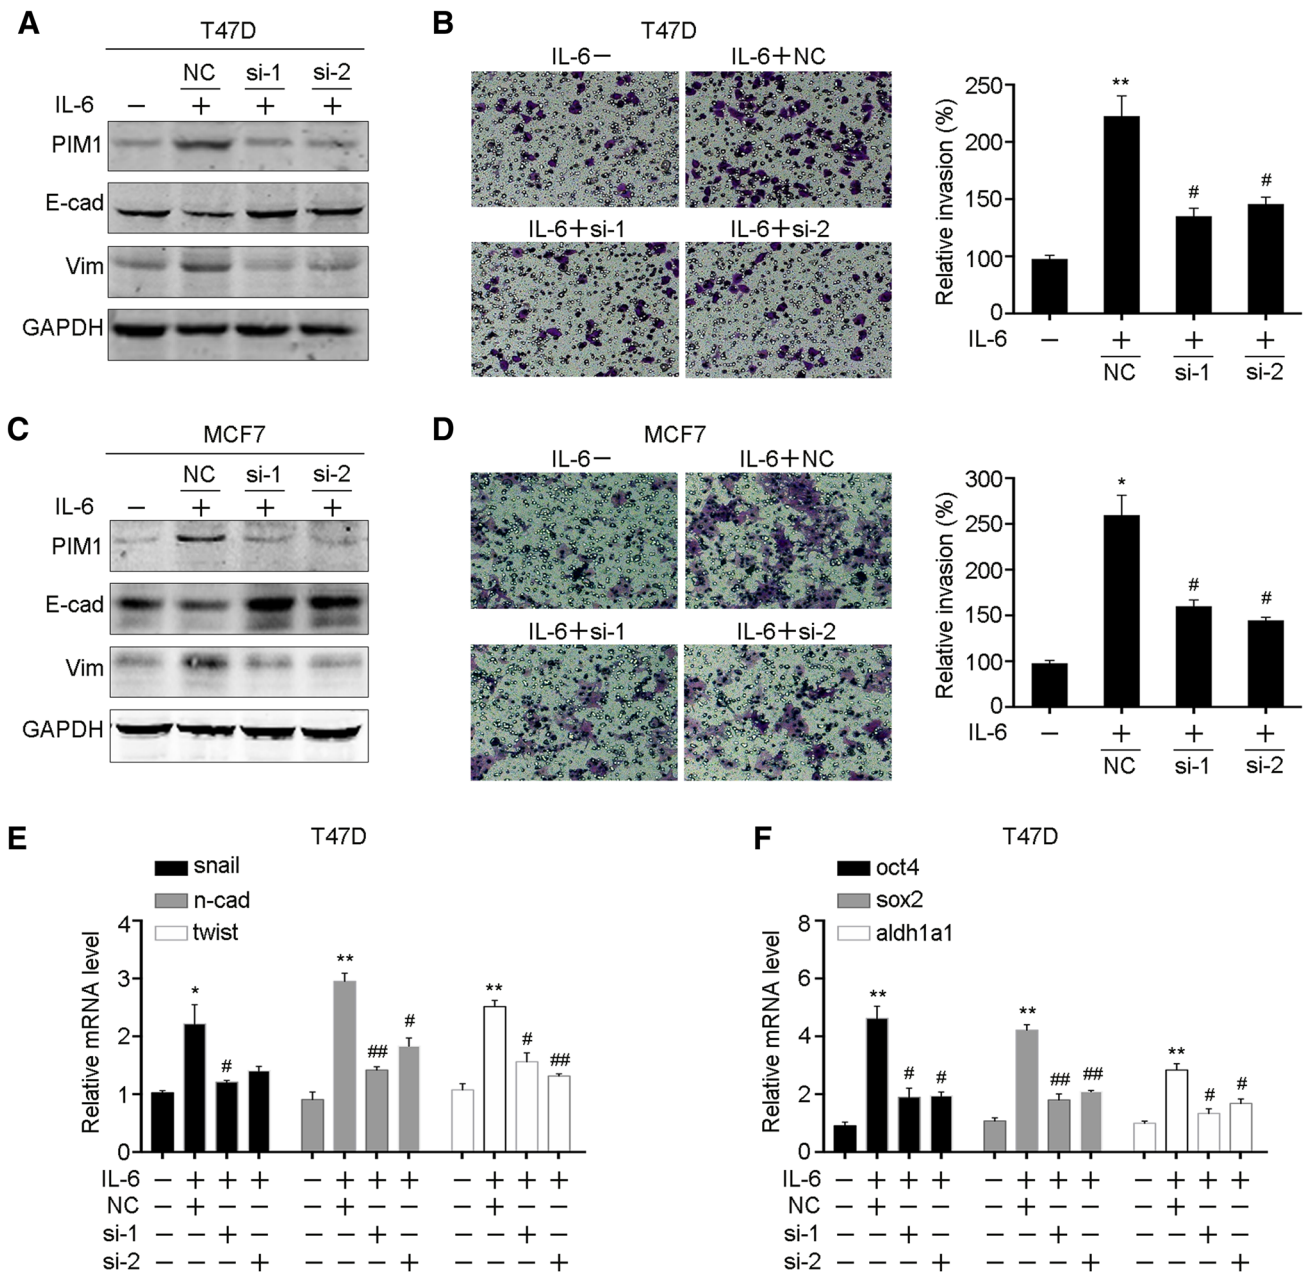 A
T47D
NC si-1 si-2
IL-6 − + + +
PIM1
E-cad
Vim
GAPDH
B
T47D
IL-6− IL-6+NC
IL-6+si-1 IL-6+si-2
Relative invasion (%)
250
200
150
100
0
**
#
#
IL-6 − + + +
NC si-1 si-2
C
MCF7
NC si-1 si-2
IL-6 − + + +
PIM1
E-cad
Vim
GAPDH
D
MCF7
IL-6− IL-6+NC
IL-6+si-1 IL-6+si-2
Relative invasion (%)
300
250
200
150
100
0
*
#
#
IL-6 − + + +
NC si-1 si-2
E
T47D
snail
n-cad
twist
Relative mRNA level
4
3
2
1
0
* # ** ## # ** # ##
IL-6 − + + + − + + + − + + +
NC − + − − − + − − − + − −
si-1 − − + − − − + − − − + −
si-2 − − − + − − − + − − − +
F
T47D
oct4
sox2
aldh1a1
Relative mRNA level
8
6
4
2
0
** # # ** ## ## ** # #
IL-6 − + + + − + + + − + + +
NC − + − − − + − − − + − −
si-1 − − + − − − + − − − + −
si-2 − − − + − − − + − − − +